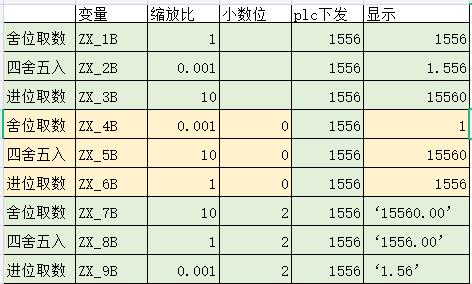 变量 缩放比 小数位 plc下发 显示
舍位取数 ZX_1B 1 1556 1556
四舍五入 ZX_2B 0.001 1556 1.556
进位取数 ZX_3B 10 1556 15560
舍位取数 ZX_4B 0.001 0 1556 1
四舍五入 ZX_5B 10 0 1556 15560
进位取数 ZX_6B 1 0 1556 1556
舍位取数 ZX_7B 10 2 1556 ‘15560.00’
四舍五入 ZX_8B 1 2 1556 ‘1556.00’
进位取数 ZX_9B 0.001 2 1556 ‘1.56’